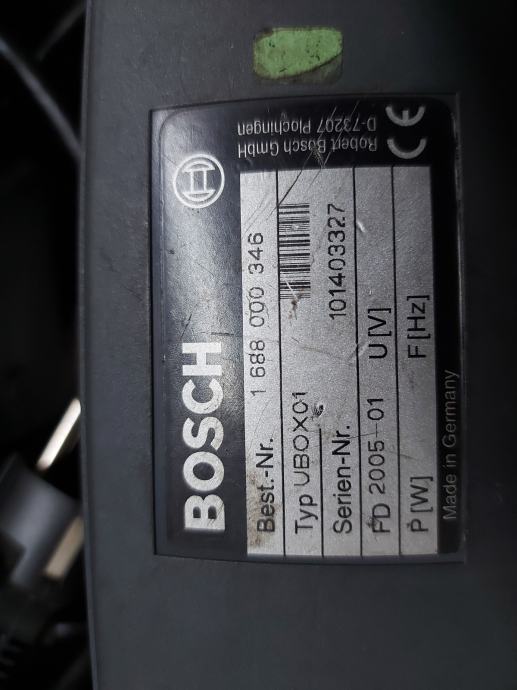 BOSCH
Robert Bosch GmbH
D-73207 Plochingen
Best.-Nr. 1 688 000 346
Typ UBOX01
Serien-Nr. 101403327
FD 2005-01 U[V]
P[W] F[Hz]
Made in Germany
CE